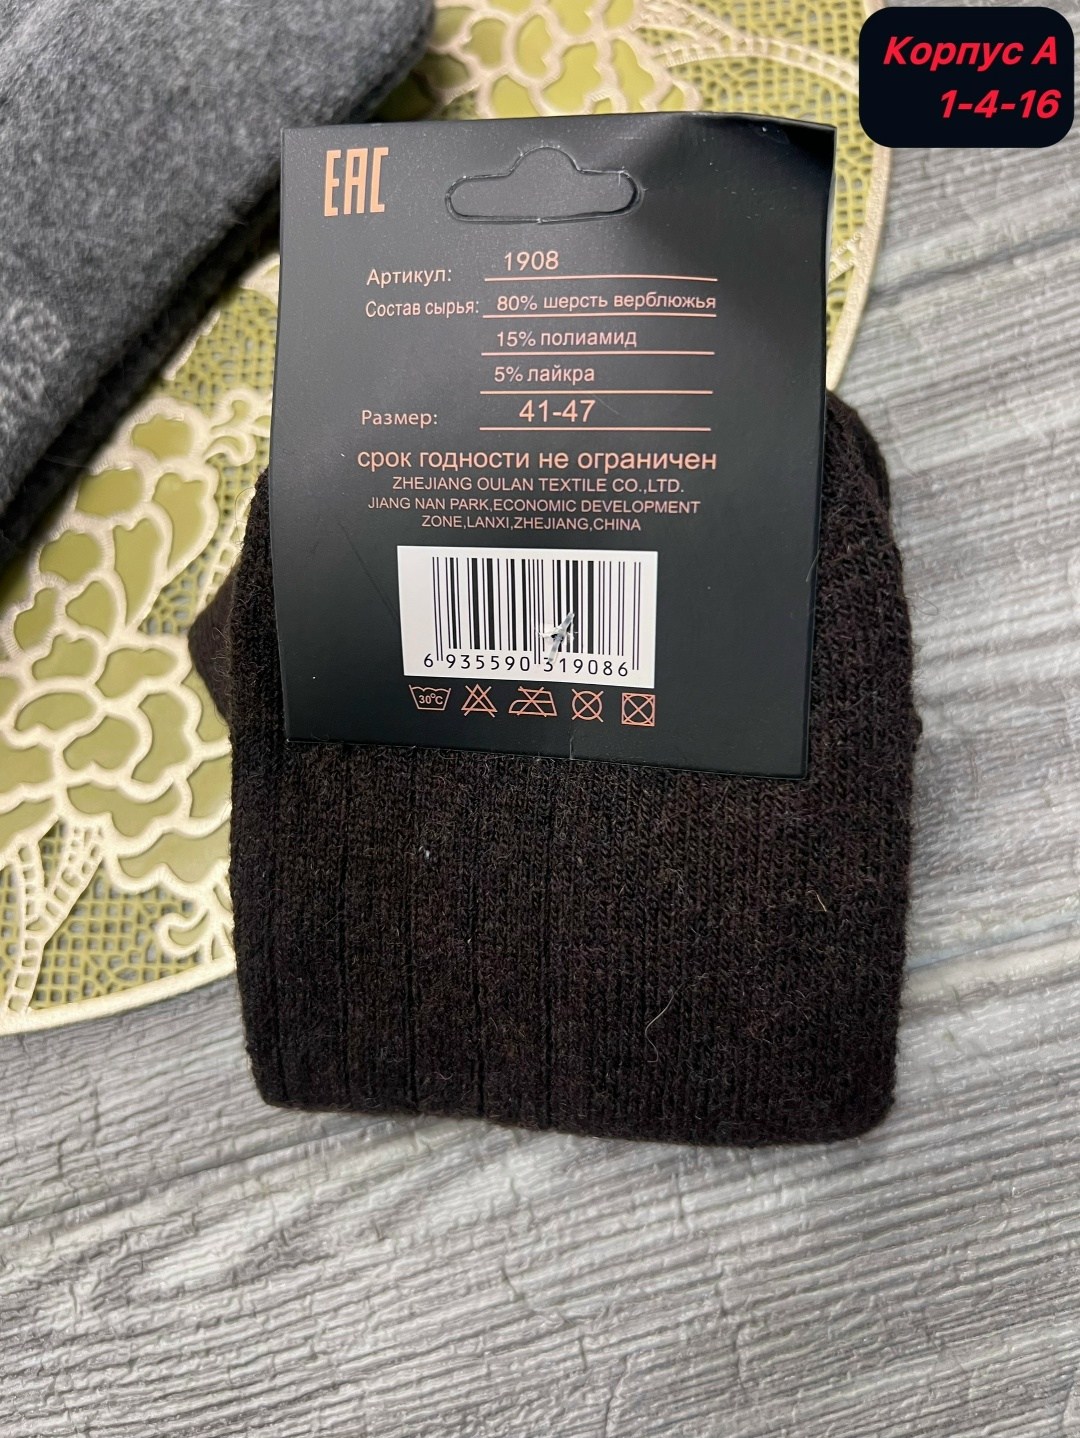 Корпус А
1-4-16
EAC
Артикул: 1908
Состав сырья: 80% шерсть верблюжья
15% полиамид
5% лайкра
Размер: 41-47
срок годности не ограничен
ZHEJIANG OULAN TEXTILE CO.,LTD.
JIANG NAN PARK,ECONOMIC DEVELOPMENT
ZONE,LANXI,ZHEJIANG,CHINA
6 935590 319086
30°C